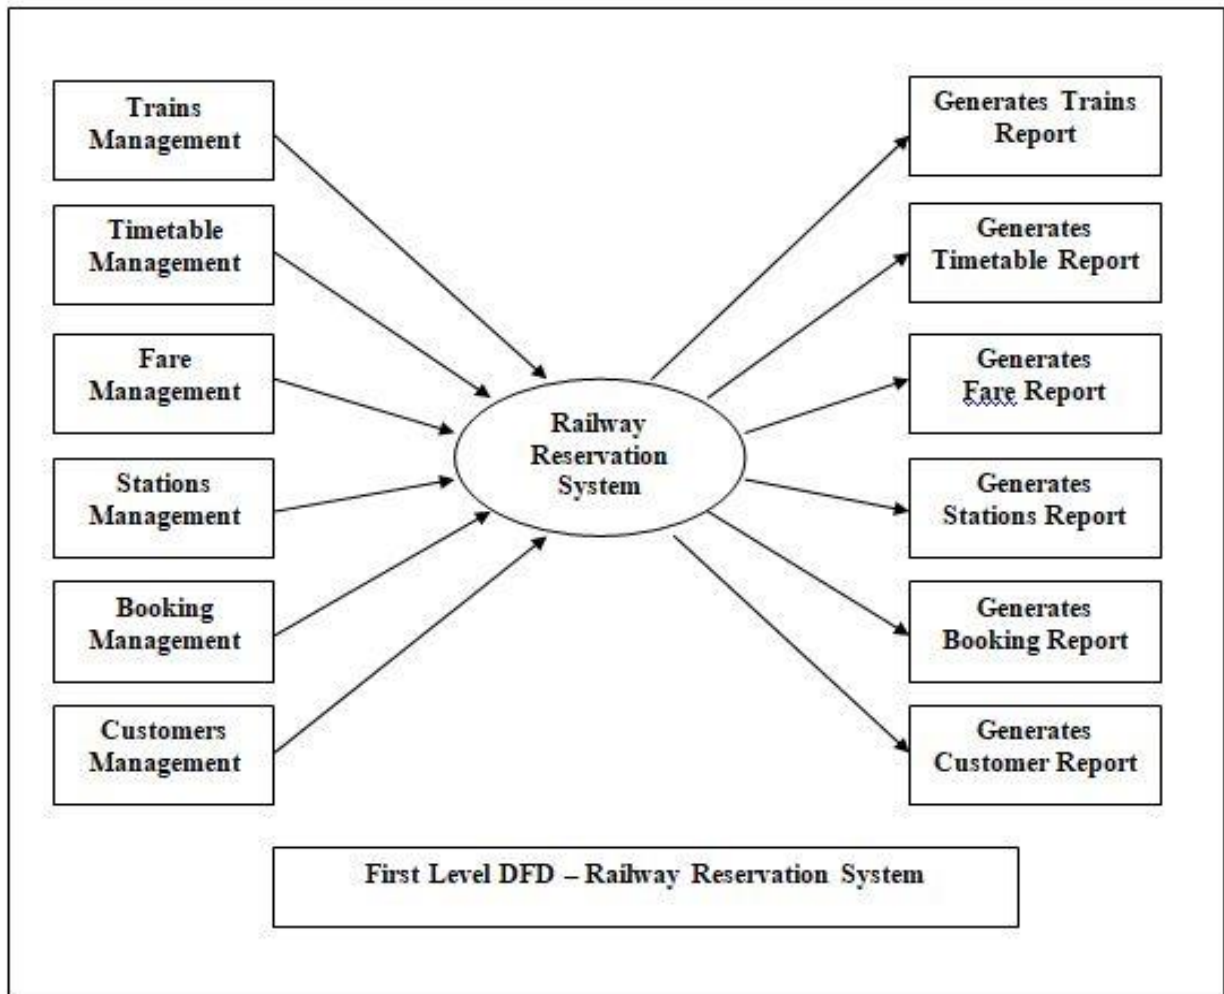 Trains
Management
Timetable
Management
Fare
Management
Stations
Management
Booking
Management
Customers
Management
Railway
Reservation
System
Generates Trains
Report
Generates
Timetable Report
Generates
Fare Report
Generates
Stations Report
Generates
Booking Report
Generates
Customer Report
First Level DFD – Railway Reservation System